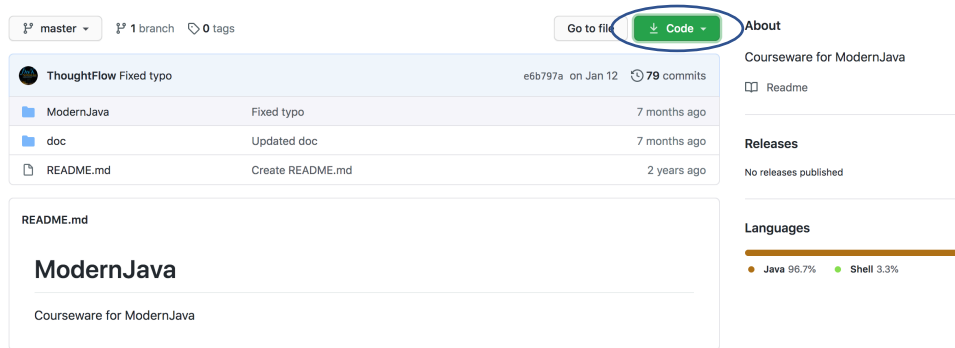 master 1 branch 0 tags Go to file Code
ThoughtFlow Fixed typo e6b797a on Jan 12 79 commits
ModernJava Fixed typo 7 months ago
doc Updated doc 7 months ago
README.md Create README.md 2 years ago
README.md
ModernJava
Courseware for ModernJava
About
Courseware for ModernJava
Readme
Releases
No releases published
Languages
Java 96.7% Shell 3.3%